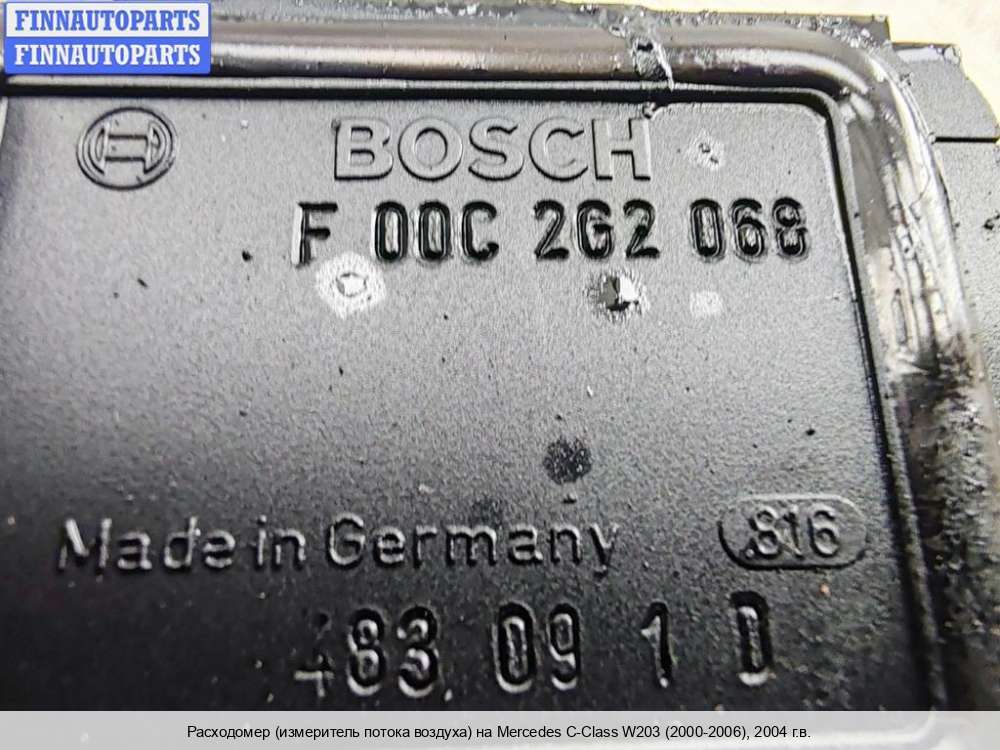 FINNAUTOPARTS
FINNAUTOPARTS
BOSCH
F 00C 2G2 068
Made in Germany 816
483 09 1 D
Расходомер (измеритель потока воздуха) на Mercedes C-Class W203 (2000-2006), 2004 г.в.